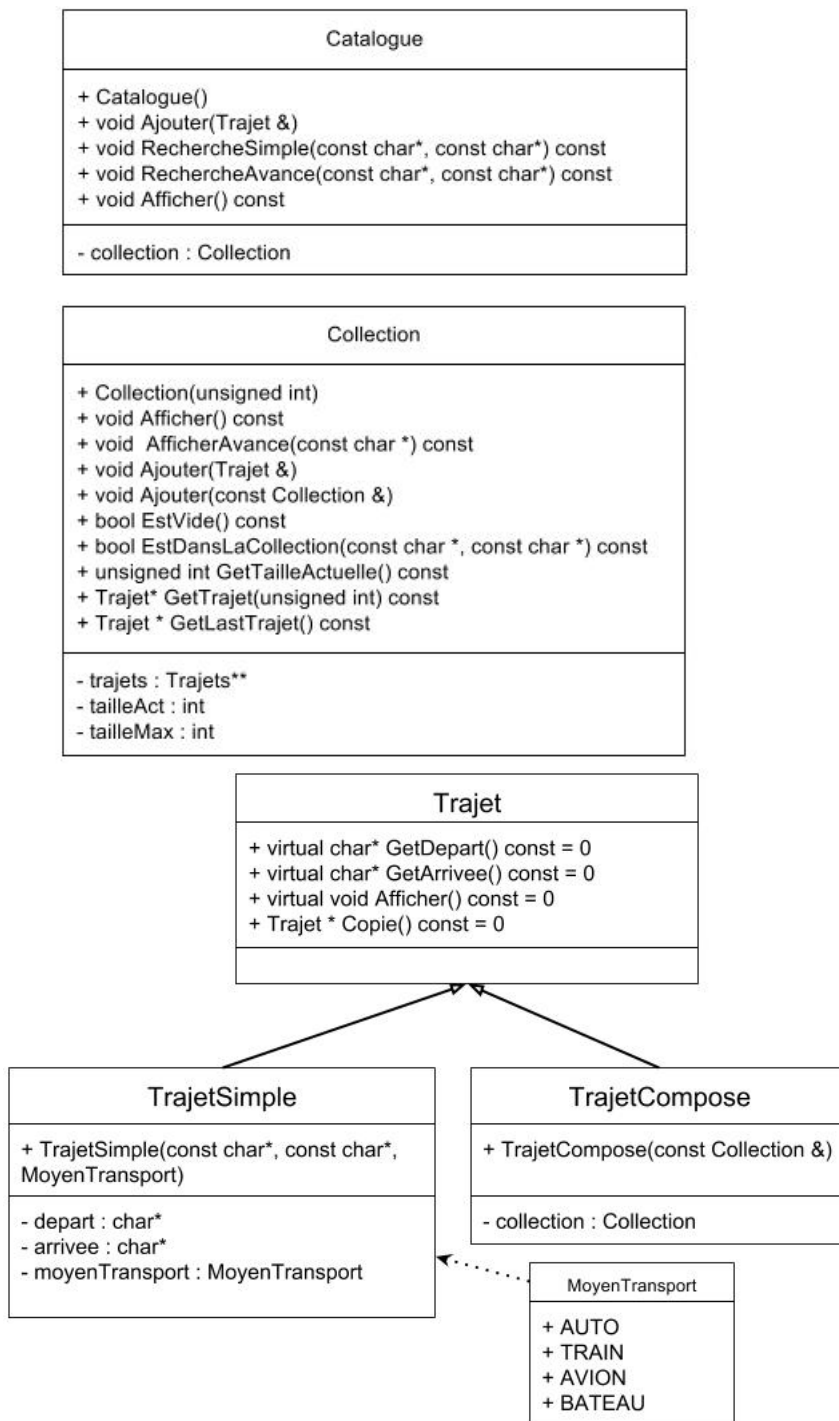 Catalogue
+ Catalogue()
+ void Ajouter(Trajet &)
+ void RechercheSimple(const char*, const char*) const
+ void RechercheAvance(const char*, const char*) const
+ void Afficher() const
- collection : Collection
Collection
+ Collection(unsigned int)
+ void Afficher() const
+ void AfficherAvance(const char *) const
+ void Ajouter(Trajet &)
+ void Ajouter(const Collection &)
+ bool EstVide() const
+ bool EstDansLaCollection(const char *, const char *) const
+ unsigned int GetTailleActuelle() const
+ Trajet* GetTrajet(unsigned int) const
+ Trajet * GetLastTrajet() const
- trajets : Trajets**
- tailleAct : int
- tailleMax : int
Trajet
+ virtual char* GetDepart() const = 0
+ virtual char* GetArrivee() const = 0
+ virtual void Afficher() const = 0
+ Trajet * Copie() const = 0
TrajetSimple
+ TrajetSimple(const char*, const char*,
MoyenTransport)
- depart : char*
- arrivee : char*
- moyenTransport : MoyenTransport
TrajetCompose
+ TrajetCompose(const Collection &)
- collection : Collection
MoyenTransport
+ AUTO
+ TRAIN
+ AVION
+ BATEAU